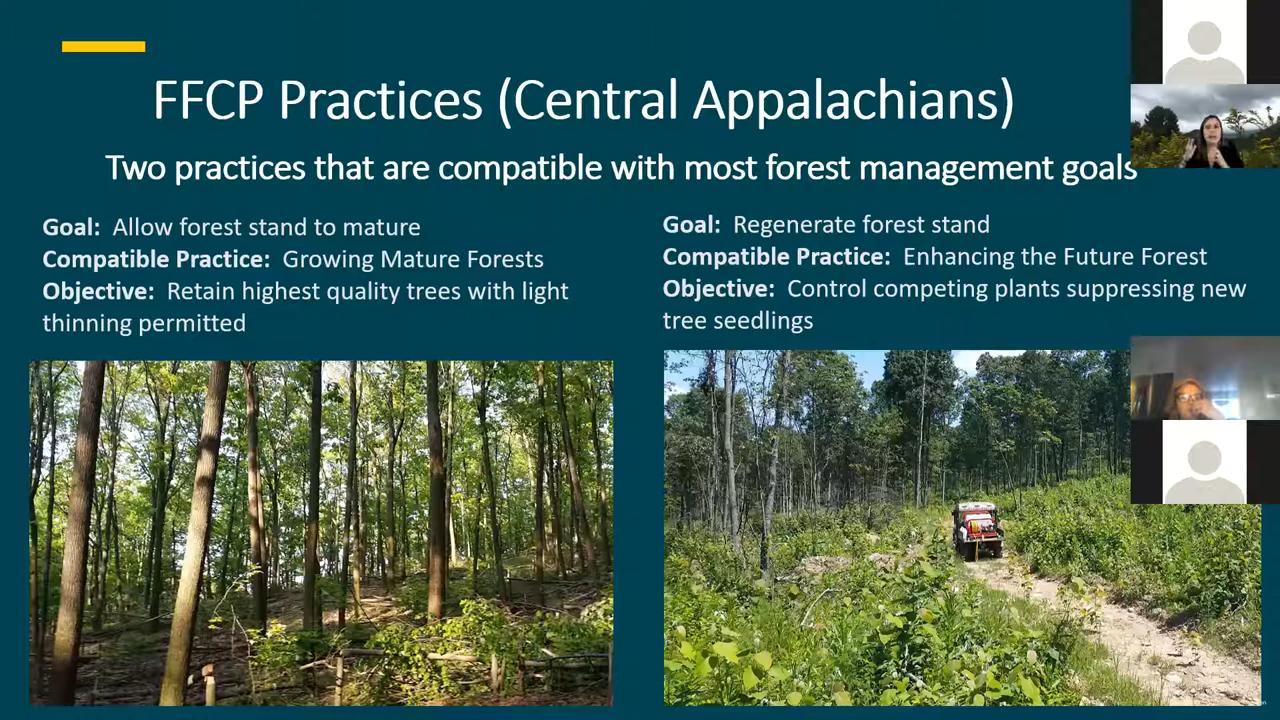 FFCP Practices (Central Appalachians)
Two practices that are compatible with most forest management goals
Goal: Allow forest stand to mature
Compatible Practice: Growing Mature Forests
Objective: Retain highest quality trees with light
thinning permitted
Goal: Regenerate forest stand
Compatible Practice: Enhancing the Future Forest
Objective: Control competing plants suppressing new
tree seedlings